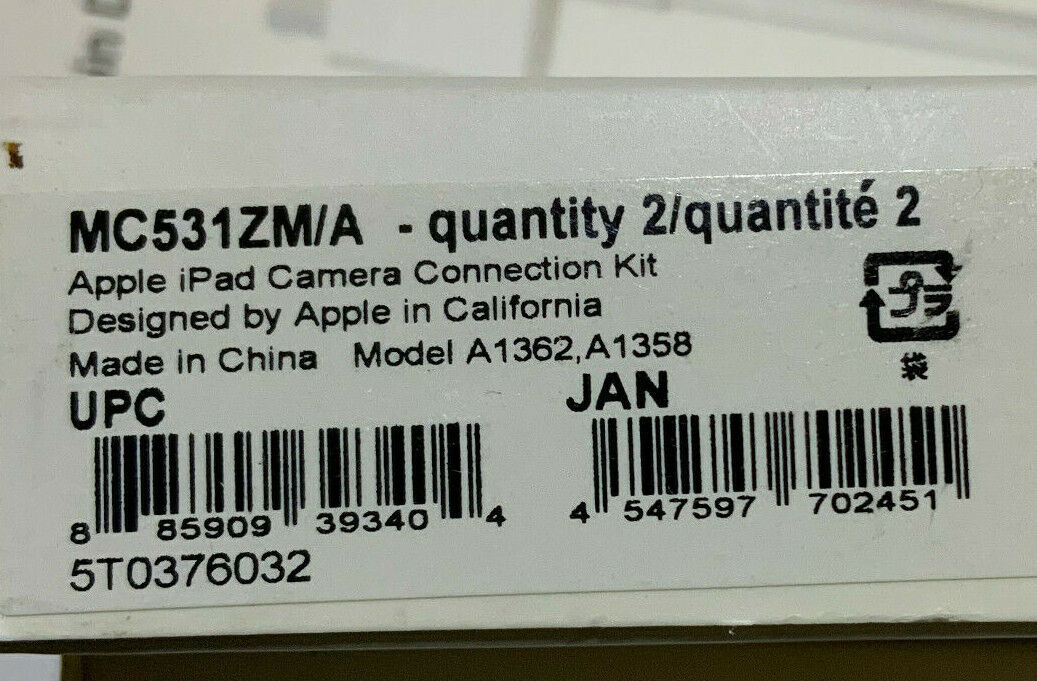 in
MC531ZM/A - quantity 2/quantité 2
Apple iPad Camera Connection Kit
Designed by Apple in California
Made in China Model A1362,A1358
プラ
袋
UPC
JAN
8 85909 39340 4
4 547597 702451
5T0376032